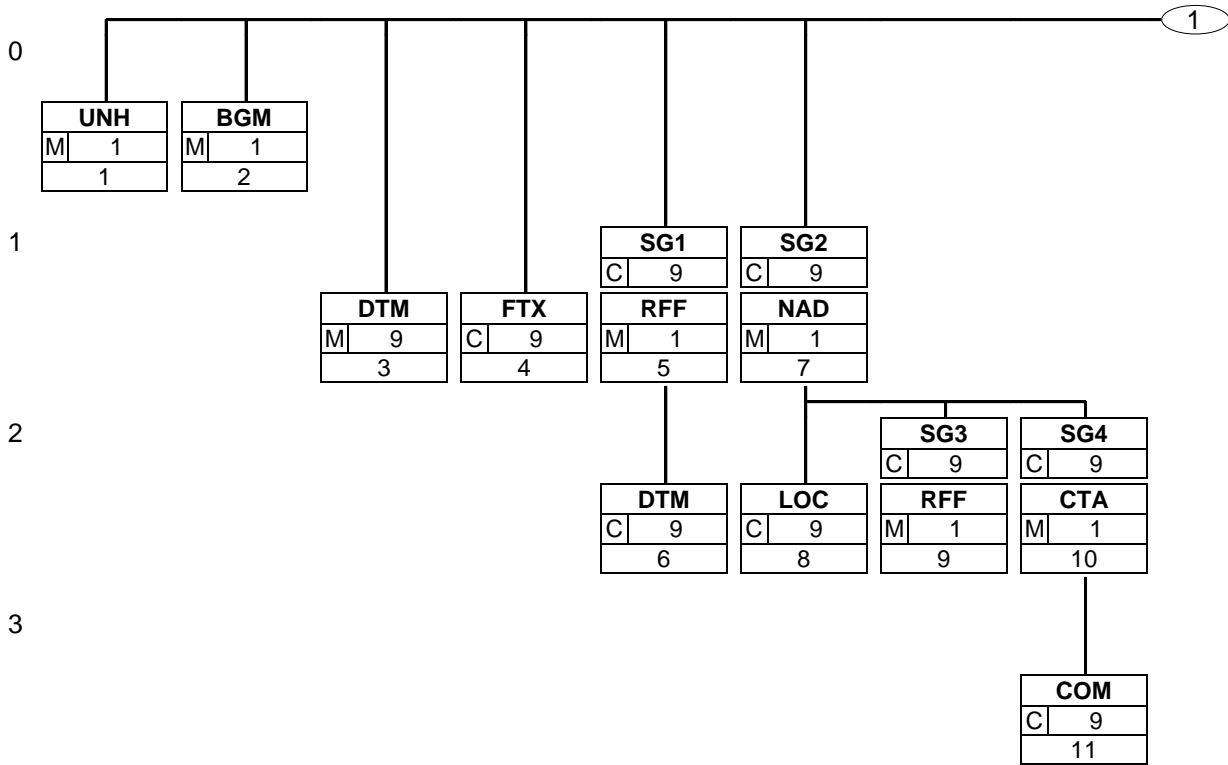 1
0
UNH BGM
M 1 M 1
1 2
1
SG1 SG2
C 9 C 9
DTM FTX RFF NAD
M 9 C 9 M 1 M 1
3 4 5 7
2
SG3 SG4
C 9 C 9
DTM LOC RFF CTA
C 9 C 9 M 1 M 1
6 8 9 10
3
COM
C 9
11